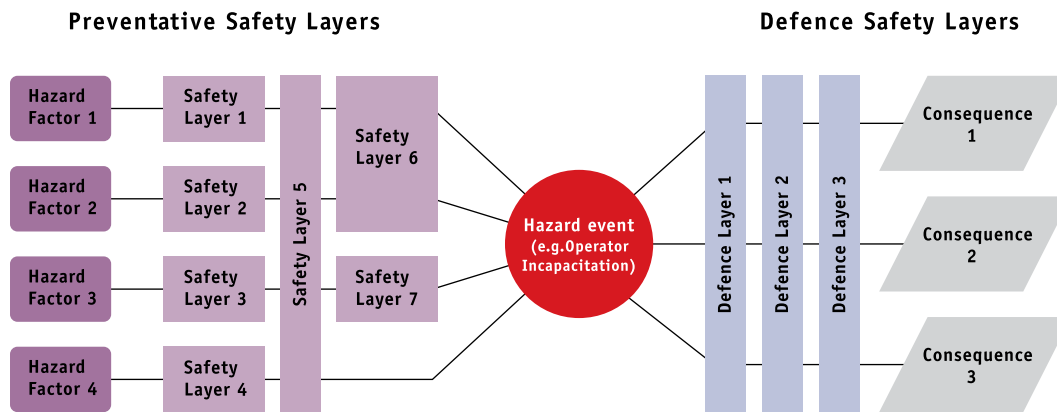 Preventative Safety Layers
Defence Safety Layers
Hazard
Factor 1
Safety
Layer 1
Hazard
Factor 2
Safety
Layer 2
Hazard
Factor 3
Safety
Layer 3
Hazard
Factor 4
Safety
Layer 4
Safety Layer 5
Safety
Layer 6
Safety
Layer 7
Hazard event
(e.g.Operator
Incapacitation)
Defence Layer 1
Defence Layer 2
Defence Layer 3
Consequence
1
Consequence
2
Consequence
3